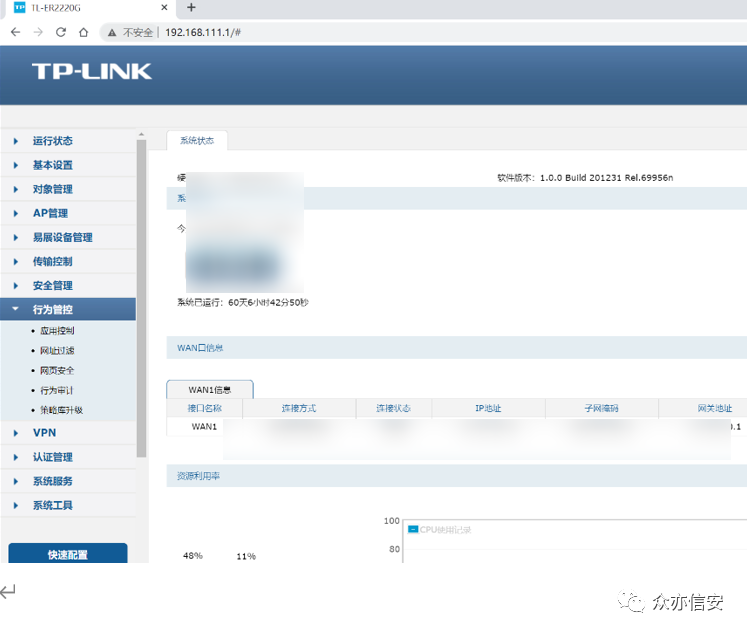 TP TL-ER2220G
不安全 192.168.111.1/#
TP-LINK
运行状态
基本设置
对象管理
AP管理
易展设备管理
传输控制
安全管理
行为管控
应用控制
网址过滤
网页安全
行为审计
策略库升级
VPN
认证管理
系统服务
系统工具
快速配置
系统状态
硬
软件版本：1.0.0 Build 201231 Rel.69956n
系
今
系统已运行：60天6小时42分50秒
WAN口信息
WAN1信息
接口名称 连接方式 连接状态 IP地址 子网掩码 网关地址
WAN1 .1
资源利用率
100
CPU使用记录
80
48% 11%
众亦信安